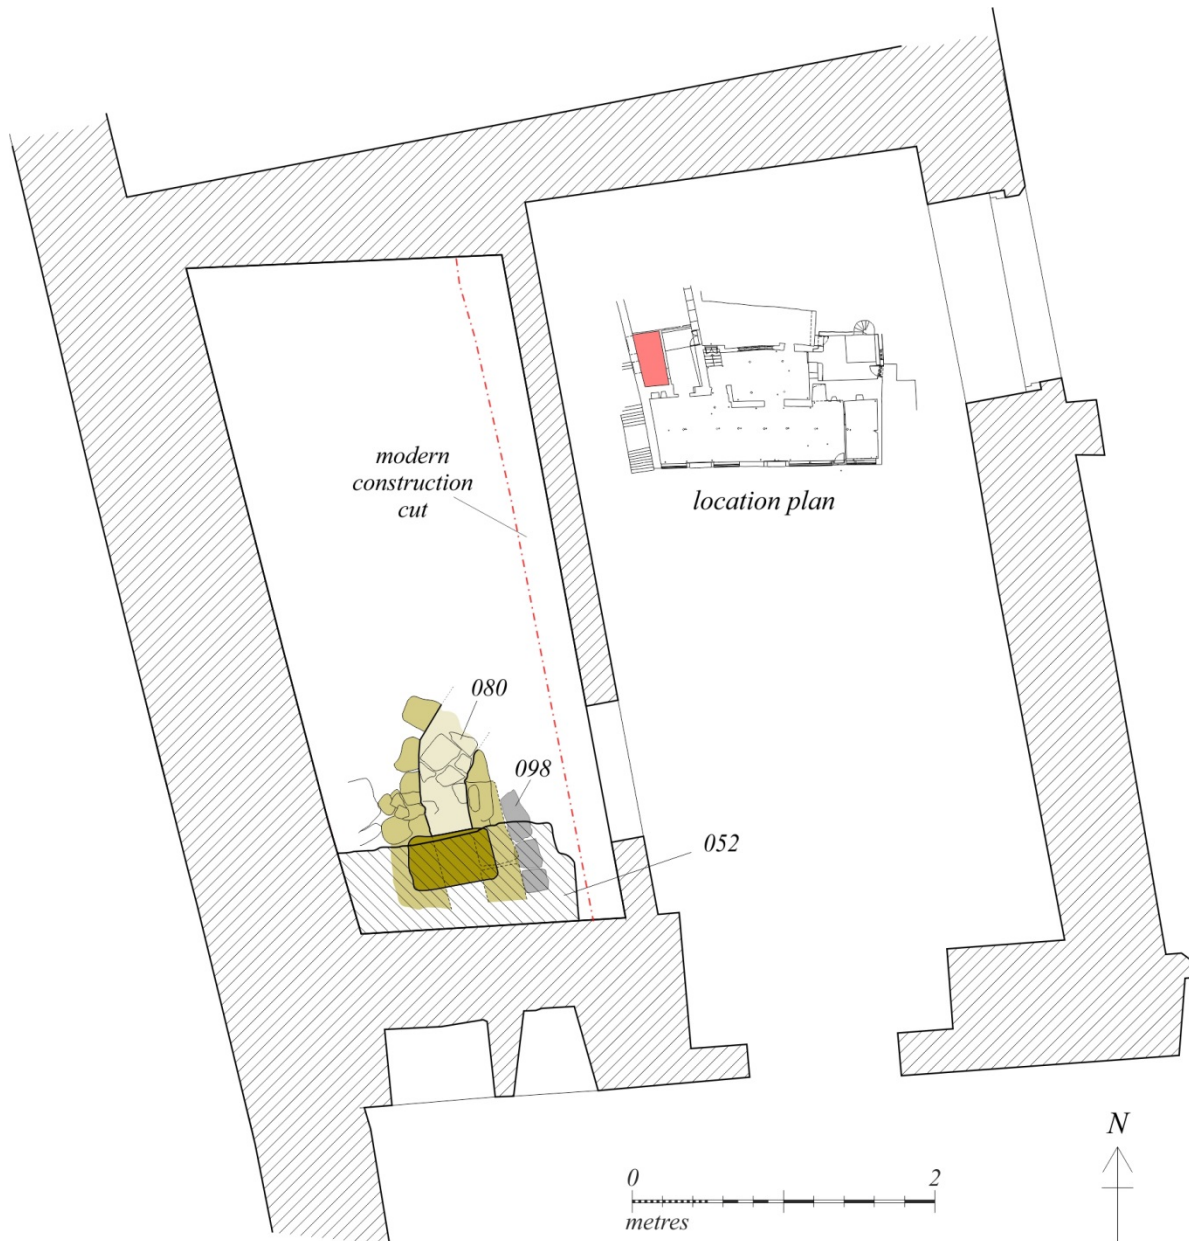 location plan
modern
construction
cut
080
098
052
N
0 2
metres